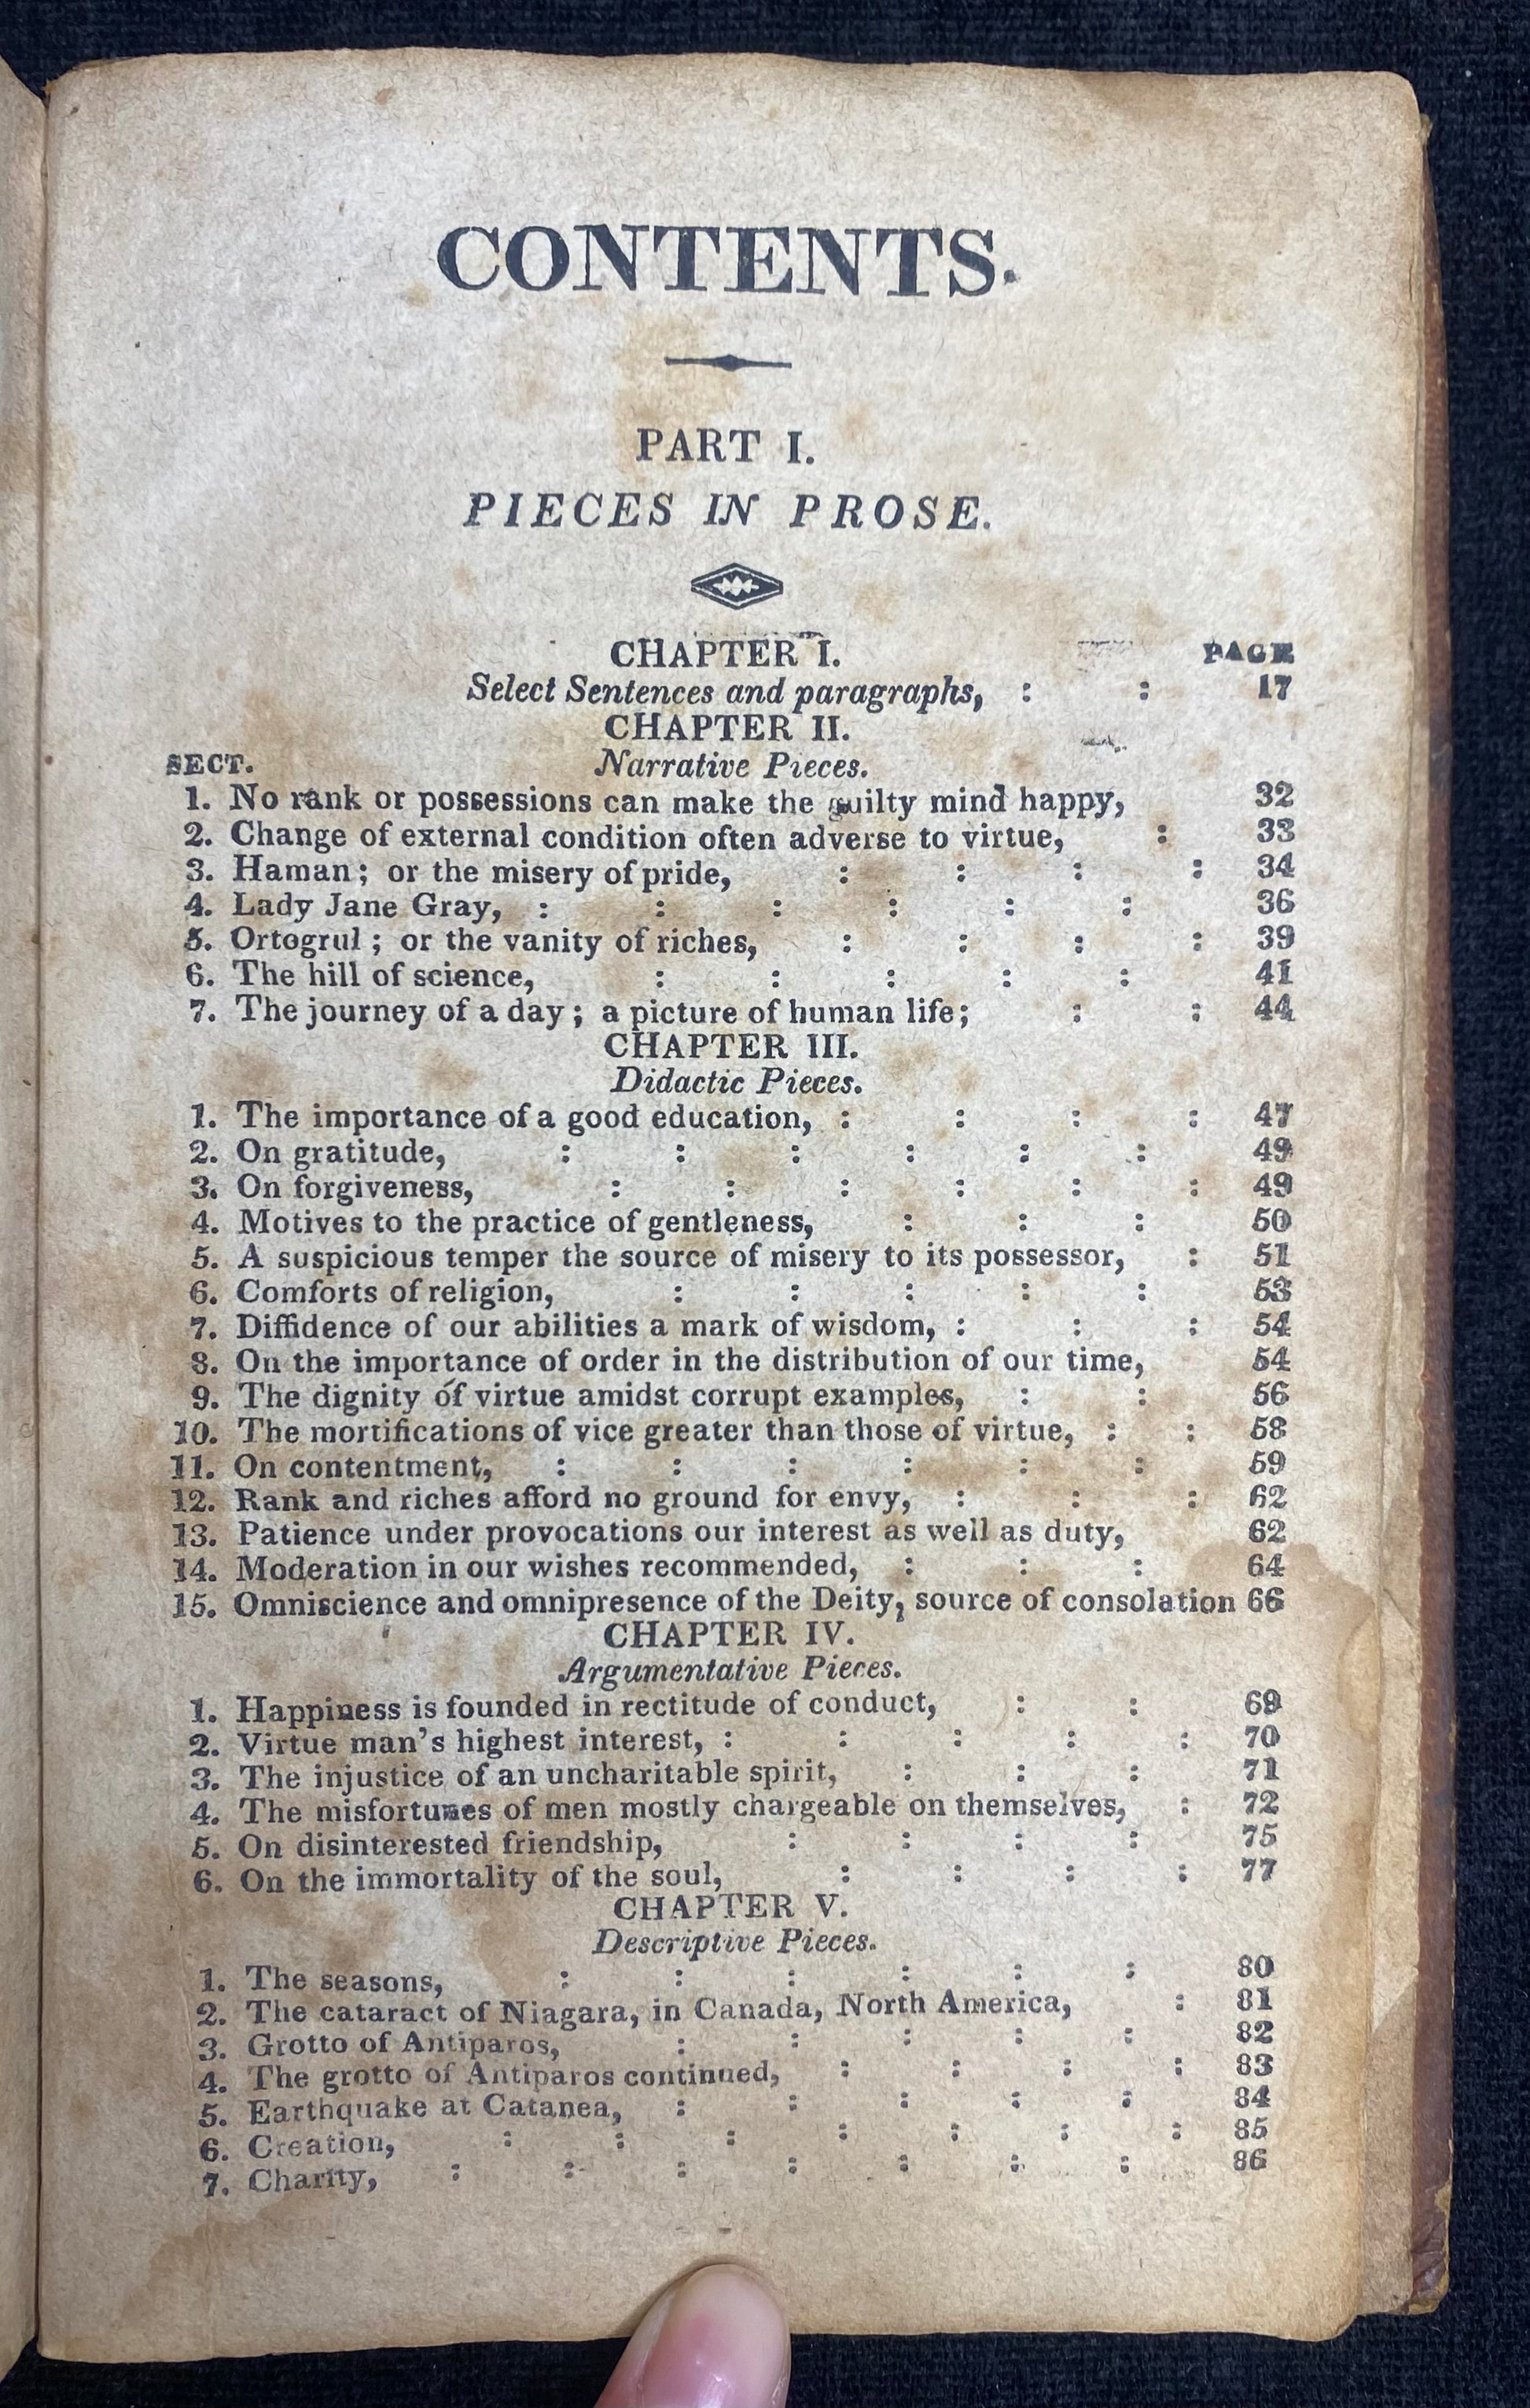 CONTENTS.
PART I.
PIECES IN PROSE.
CHAPTER I. PAGE
Select Sentences and paragraphs, : : 17
CHAPTER II.
SECT. Narrative Pieces.
1. No rank or possessions can make the guilty mind happy, 32
2. Change of external condition often adverse to virtue, : 33
3. Haman; or the misery of pride, : : : : 34
4. Lady Jane Gray, : : : : : : 36
5. Ortogrul; or the vanity of riches, : : : : 39
6. The hill of science, : : : : : 41
7. The journey of a day; a picture of human life; : : 44
CHAPTER III.
Didactic Pieces.
1. The importance of a good education, : : : : 47
2. On gratitude, : : : : : : 49
3. On forgiveness, : : : : : : 49
4. Motives to the practice of gentleness, : : : 50
5. A suspicious temper the source of misery to its possessor, : 51
6. Comforts of religion, : : : : : 53
7. Diffidence of our abilities a mark of wisdom, : : : 54
8. On the importance of order in the distribution of our time, 54
9. The dignity of virtue amidst corrupt examples, : : 56
10. The mortifications of vice greater than those of virtue, : : 58
11. On contentment, : : : : : : 59
12. Rank and riches afford no ground for envy, : : : 62
13. Patience under provocations our interest as well as duty, 62
14. Moderation in our wishes recommended, : : : 64
15. Omniscience and omnipresence of the Deity, source of consolation 66
CHAPTER IV.
Argumentative Pieces.
1. Happiness is founded in rectitude of conduct, : : 69
2. Virtue man's highest interest, : : : : : 70
3. The injustice of an uncharitable spirit, : : : 71
4. The misfortunes of men mostly chargeable on themselves, : 72
5. On disinterested friendship, : : : : 75
6. On the immortality of the soul, : : : : 77
CHAPTER V.
Descriptive Pieces.
1. The seasons, : : : : : : 80
2. The cataract of Niagara, in Canada, North America, : 81
3. Grotto of Antiparos, : : : : : 82
4. The grotto of Antiparos continued, : : : : 83
5. Earthquake at Catanea, : : : : : 84
6. Creation, : : : : : : : 85
7. Charity, : : : : : : : 86